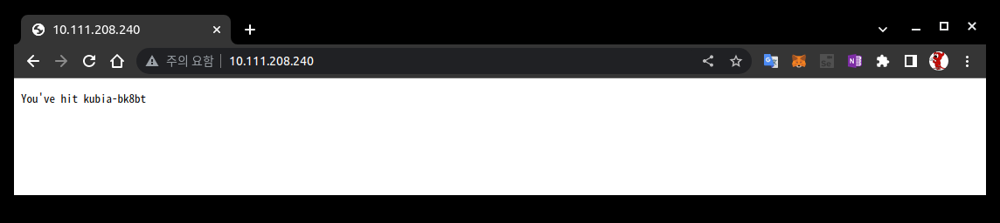 10.111.208.240
주의 요함 10.111.208.240
You've hit kubia-bk8bt